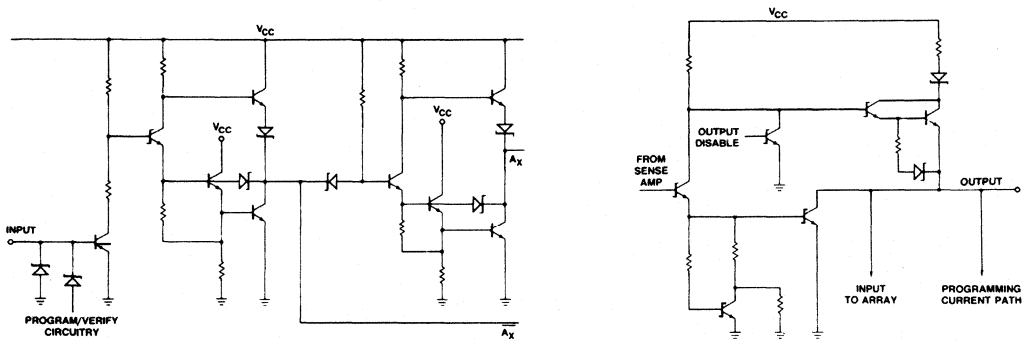 VCC
VCC
VCC
AX
INPUT
PROGRAM/VERIFY
CIRCUITRY
AX
VCC
OUTPUT
DISABLE
FROM
SENSE
AMP
OUTPUT
INPUT
TO ARRAY
PROGRAMMING
CURRENT PATH